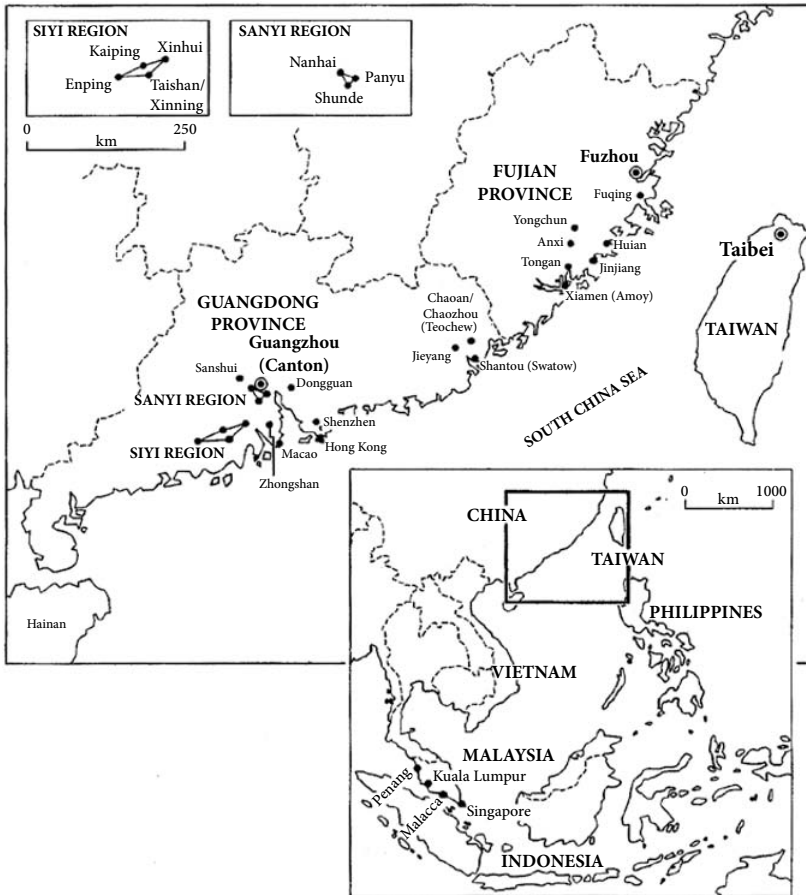 SIYI REGION
Kaiping
Xinhui
Enping
Taishan/
Xinning
0
250
km
SANYI REGION
Nanhai
Panyu
Shunde
Fuzhou
FUJIAN
PROVINCE
Fuqing
Yongchun
Anxi
Huian
Tongan
Jinjiang
Xiamen (Amoy)
Taibei
TAIWAN
Chaoan/
Chaozhou
(Teochew)
Jieyang
Shantou (Swatow)
GUANGDONG
PROVINCE
Guangzhou
(Canton)
Sanshui
Dongguan
SANYI REGION
Shenzhen
SIYI REGION
Hong Kong
Macao
Zhongshan
SOUTH CHINA SEA
Hainan
0
1000
km
CHINA
TAIWAN
PHILIPPINES
VIETNAM
MALAYSIA
Penang
Kuala Lumpur
Malacca
Singapore
INDONESIA